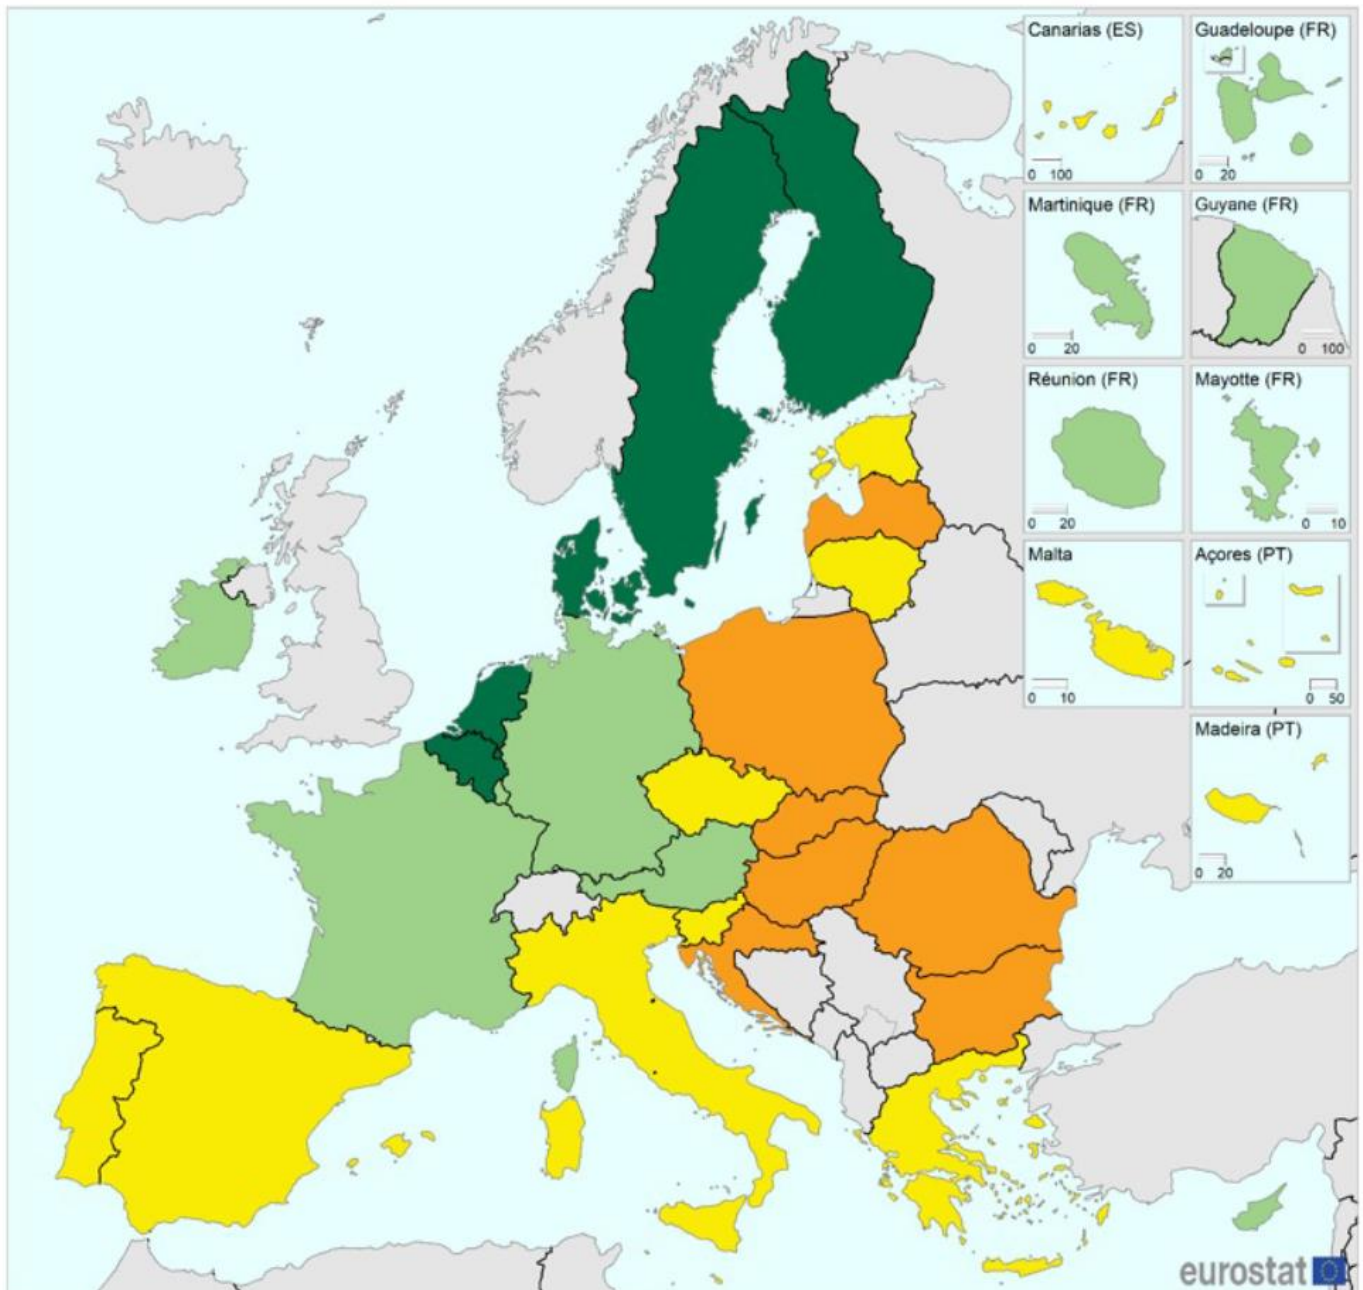 Canarias (ES)
0 100
Guadeloupe (FR)
0 20
Martinique (FR)
0 20
Guyane (FR)
0 100
Réunion (FR)
0 20
Mayotte (FR)
0 10
Malta
0 10
Açores (PT)
0 50
Madeira (PT)
0 20
eurostat